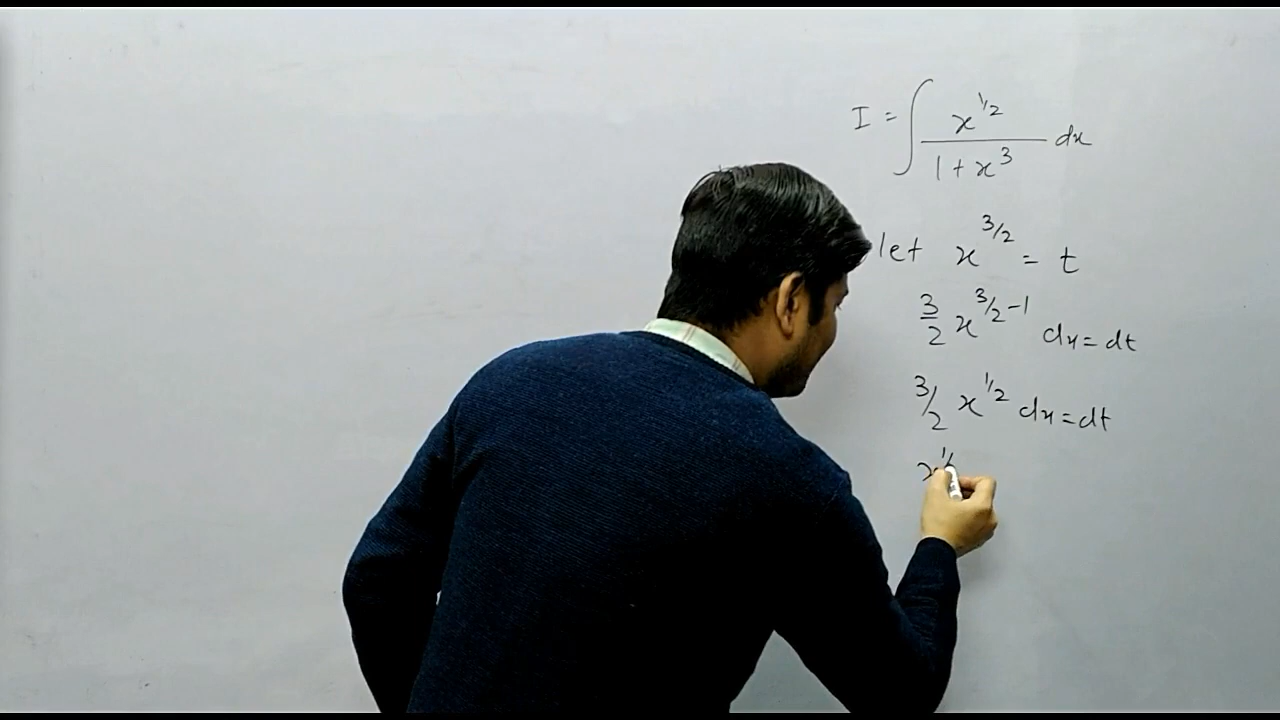 I = ∫ x^1/2 / 1 + x^3 dx
let x^3/2 = t
3/2 x^3/2-1 dx = dt
3/2 x^1/2 dx = dt
x^1/